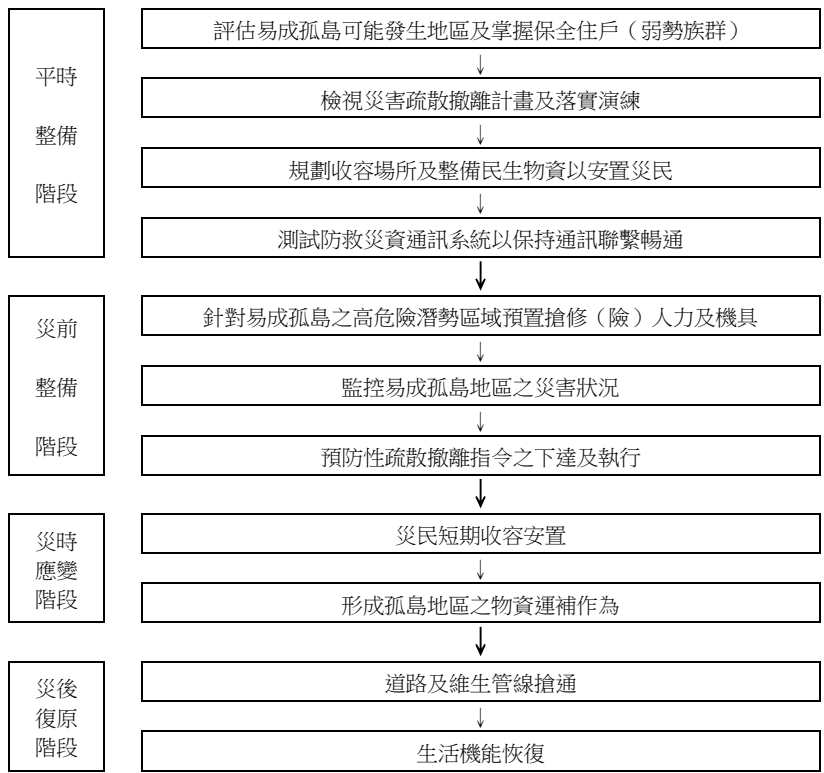 平時
整備
階段
評估易成孤島可能發生地區及掌握保全住戶（弱勢族群）
↓
檢視災害疏散撤離計畫及落實演練
↓
規劃收容場所及整備民生物資以安置災民
↓
測試防救災資通訊系統以保持通訊聯繫暢通
↓
災前
整備
階段
針對易成孤島之高危險潛勢區域預置搶修（險）人力及機具
↓
監控易成孤島地區之災害狀況
↓
預防性疏散撤離指令之下達及執行
↓
災時
應變
階段
災民短期收容安置
↓
形成孤島地區之物資運補作為
↓
災後
復原
階段
道路及維生管線搶通
↓
生活機能恢復